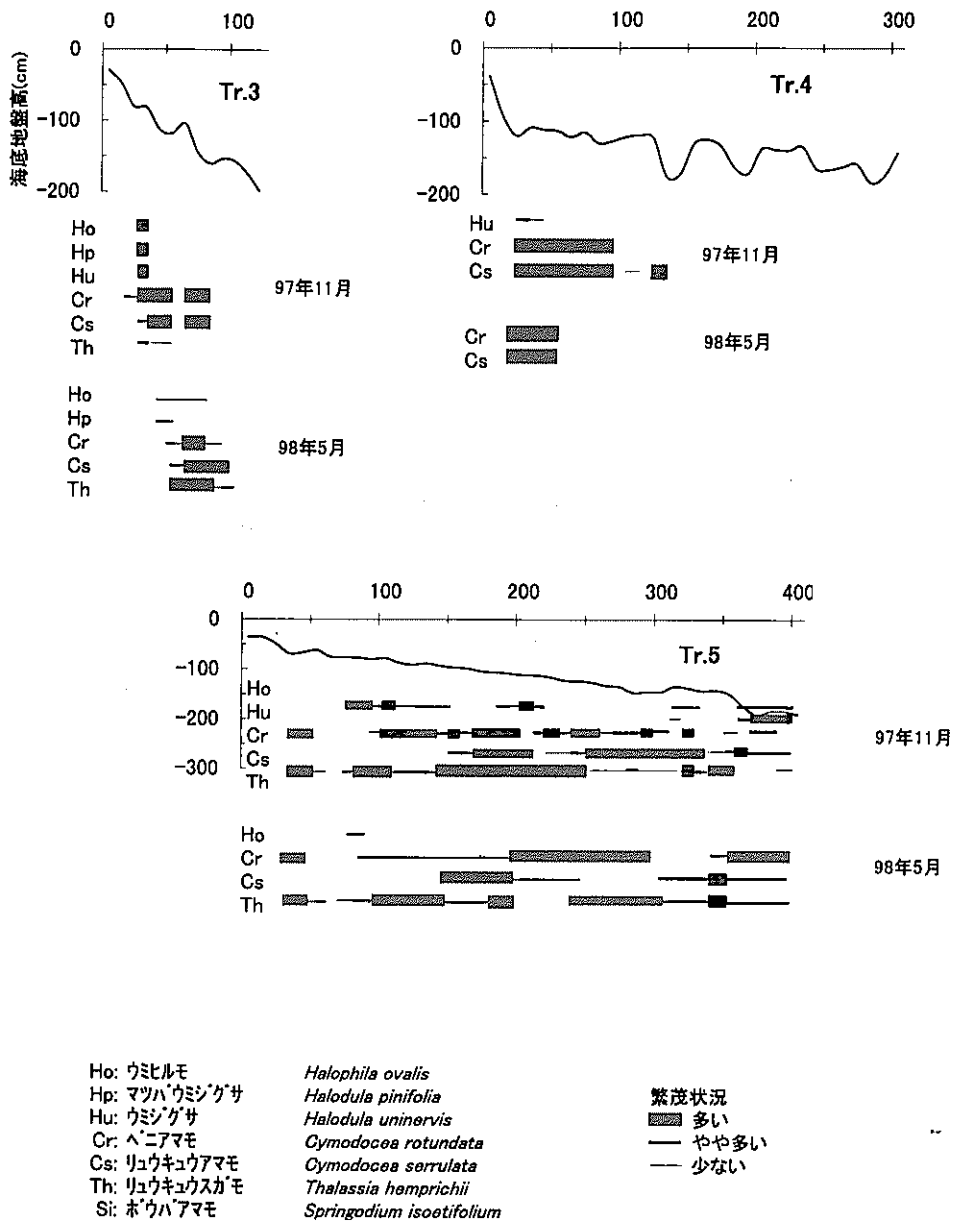 0 100
0
-100
-200
海底地盤高(cm)
Tr.3
Ho
Hp
Hu
Cr
Cs
Th
97年11月
Ho
Hp
Cr
Cs
Th
98年5月
0 100 200 300
0
-100
-200
Tr.4
Hu
Cr
Cs
97年11月
Cr
Cs
98年5月
0 100 200 300 400
0
-100
-200
-300
Tr.5
Ho
Hu
Cr
Cs
Th
97年11月
Ho
Cr
Cs
Th
98年5月
Ho: ウミヒルモ Halophila ovalis
Hp: マツバウミジグサ Halodula pinifolia
Hu: ウミジグサ Halodula uninervis
Cr: ベニアマモ Cymodocea rotundata
Cs: リュウキュウアマモ Cymodocea serrulata
Th: リュウキュウスガモ Thalassia hemprichii
Si: ボウバアマモ Springodium isoetifolium
繁茂状況
多い
やや多い
少ない